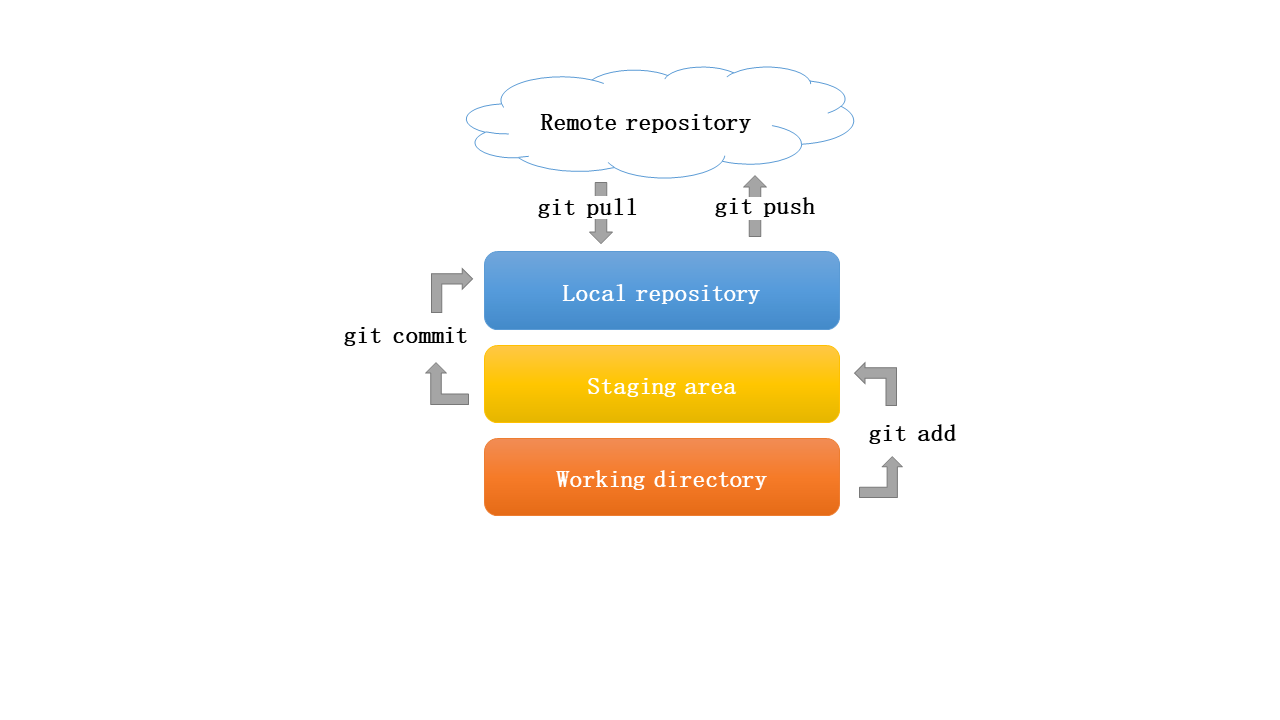 Remote repository
git pull
git push
Local repository
git commit
Staging area
git add
Working directory